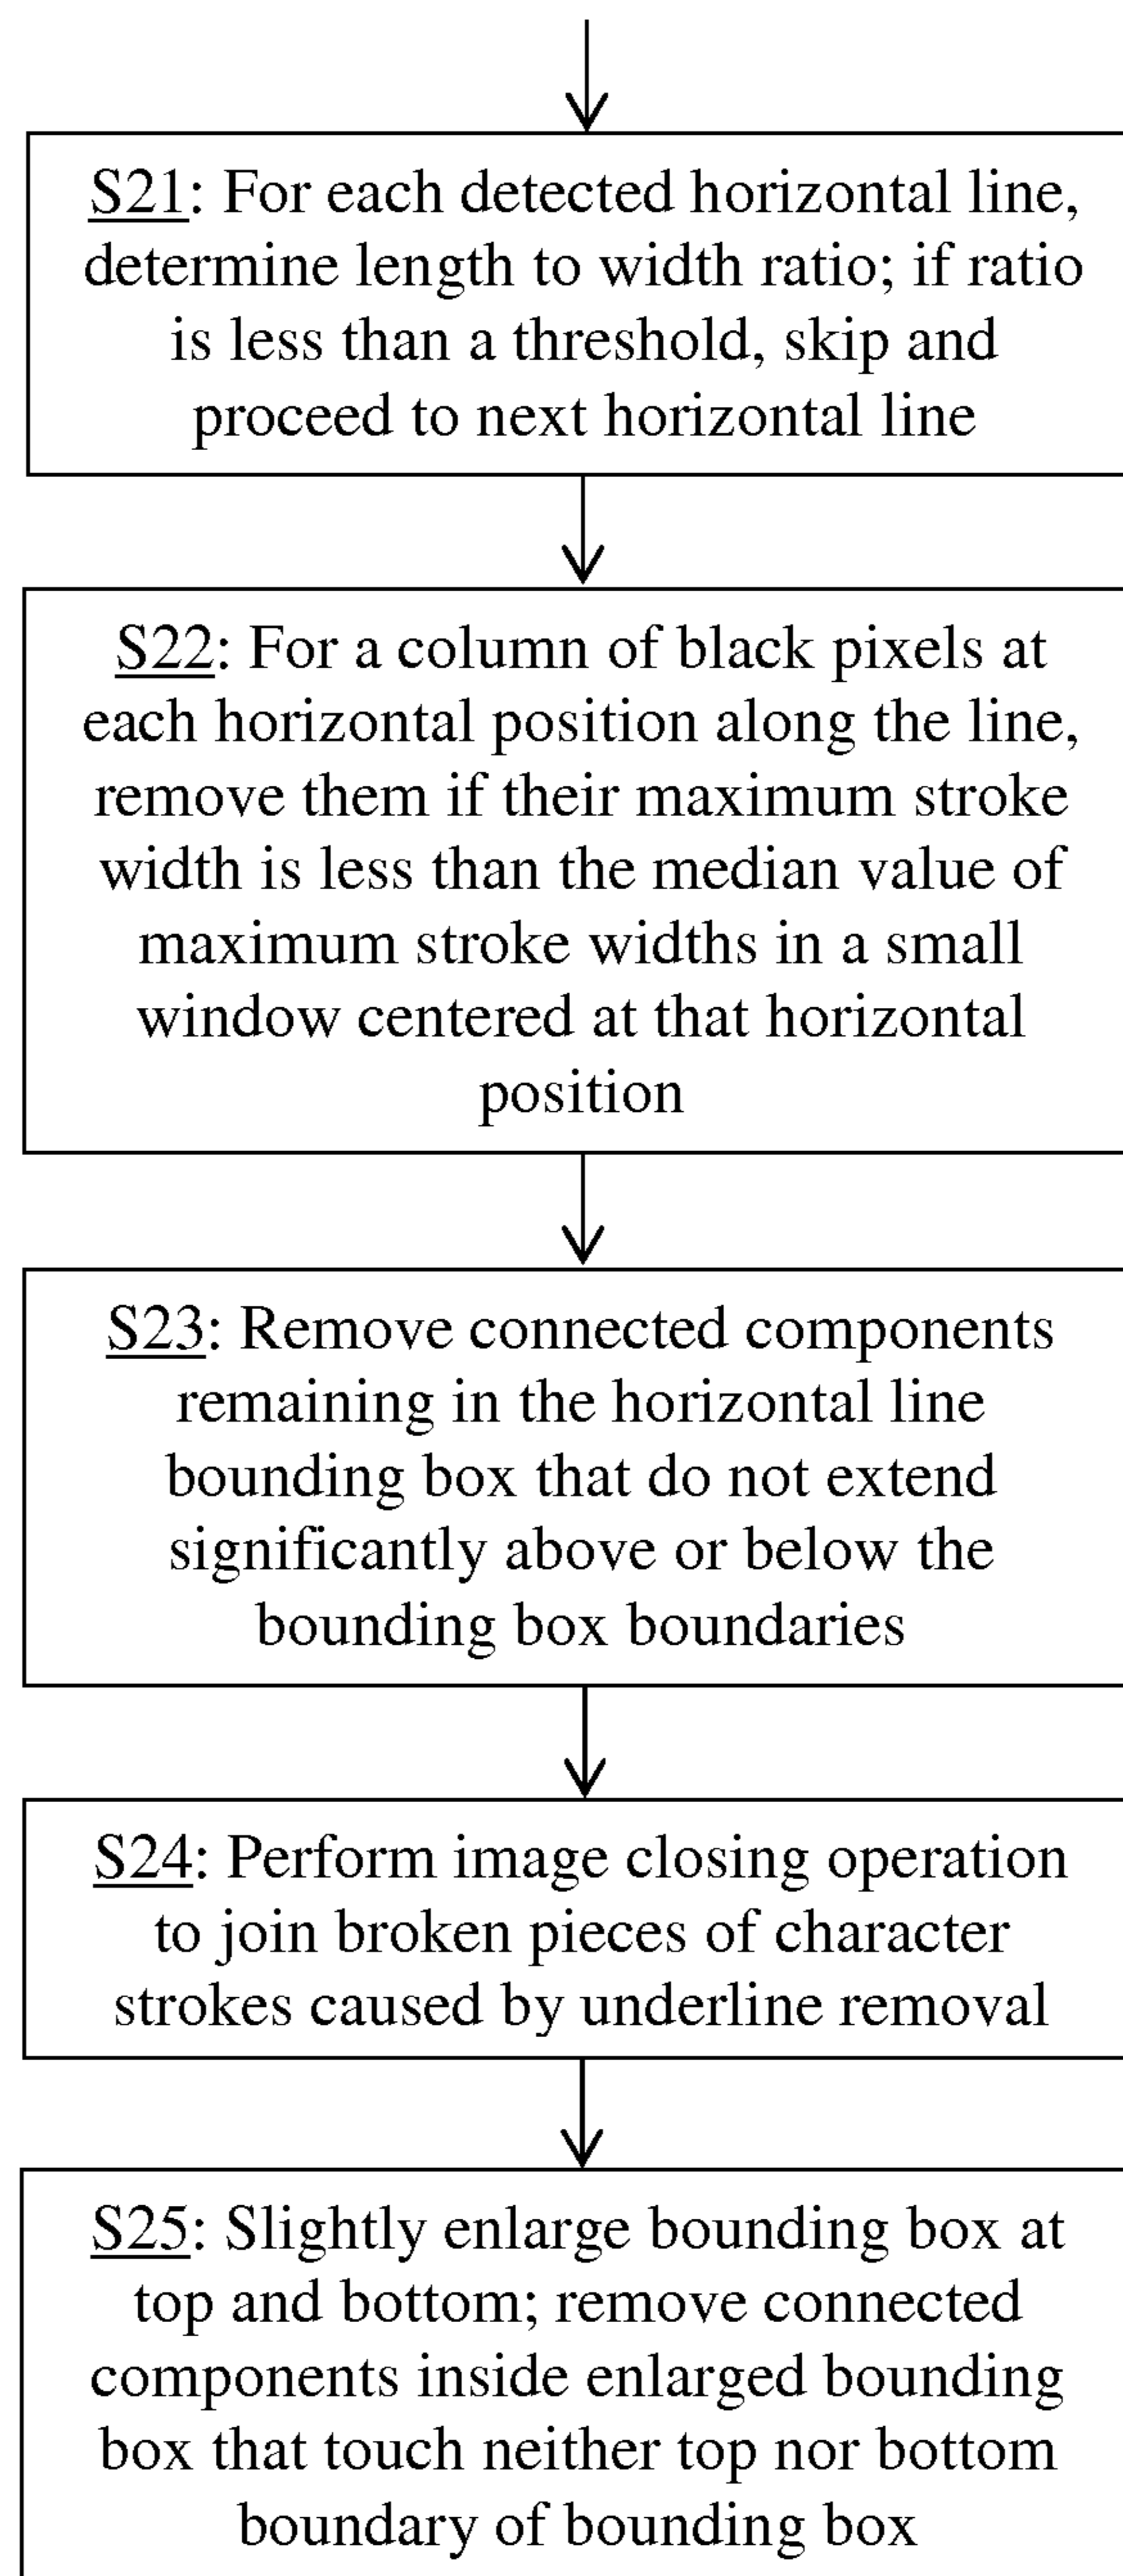 S21: For each detected horizontal line,
determine length to width ratio; if ratio
is less than a threshold, skip and
proceed to next horizontal line
S22: For a column of black pixels at
each horizontal position along the line,
remove them if their maximum stroke
width is less than the median value of
maximum stroke widths in a small
window centered at that horizontal
position
S23: Remove connected components
remaining in the horizontal line
bounding box that do not extend
significantly above or below the
bounding box boundaries
S24: Perform image closing operation
to join broken pieces of character
strokes caused by underline removal
S25: Slightly enlarge bounding box at
top and bottom; remove connected
components inside enlarged bounding
box that touch neither top nor bottom
boundary of bounding box